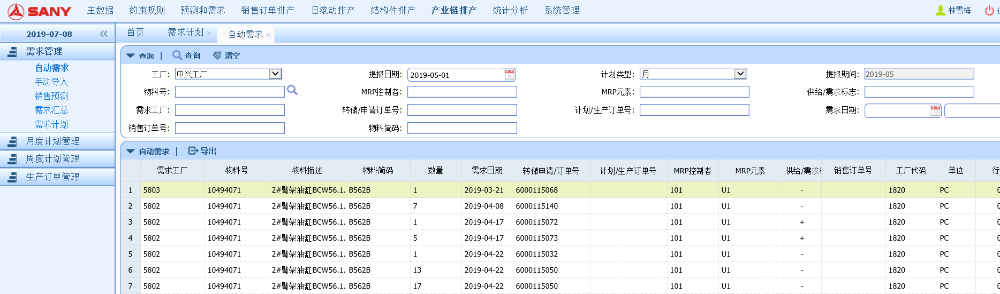 SANY 主数据 约束规则 预测和需求 销售订单排产 日滚动排产 结构件排产 产业链排产 统计分析 系统管理 林雪梅
2019-07-08 « 首页 需求计划 × 自动需求 ×
需求管理
自动需求
手动导入
销售预测
需求汇总
需求计划
月度计划管理
周度计划管理
生产订单管理
查询 | 查询 清空
工厂: 中兴工厂 提报日期: 2019-05-01 计划类型: 月 提报期间: 2019-05
物料号: MRP控制者: MRP元素: 供给/需求标志:
需求工厂: 转储/申请订单号: 计划/生产订单号: 需求日期:
销售订单号: 物料简码:
自动需求 | 导出
需求工厂 物料号 物料描述 物料简码 数量 需求日期 转储申请/订单号 计划/生产订单号 MRP控制者 MRP元素 供给/需求 销售订单号 工厂代码 单位 行
1 5803 10494071 2#臂架油缸BCW56.1. B562B 1 2019-03-21 6000115068 101 U1 - 1820 PC
2 5802 10494071 2#臂架油缸BCW56.1. B562B 7 2019-04-08 6000115140 101 U1 - 1820 PC
3 5802 10494071 2#臂架油缸BCW56.1. B562B 1 2019-04-17 6000115072 101 U1 + 1820 PC
4 5802 10494071 2#臂架油缸BCW56.1. B562B 5 2019-04-17 6000115073 101 U1 + 1820 PC
5 5802 10494071 2#臂架油缸BCW56.1. B562B 1 2019-04-22 6000115032 101 U1 - 1820 PC
6 5802 10494071 2#臂架油缸BCW56.1. B562B 13 2019-04-22 6000115050 101 U1 - 1820 PC
7 5802 10494071 2#臂架油缸BCW56.1. B562B 17 2019-04-22 6000115050 101 U1 - 1820 PC